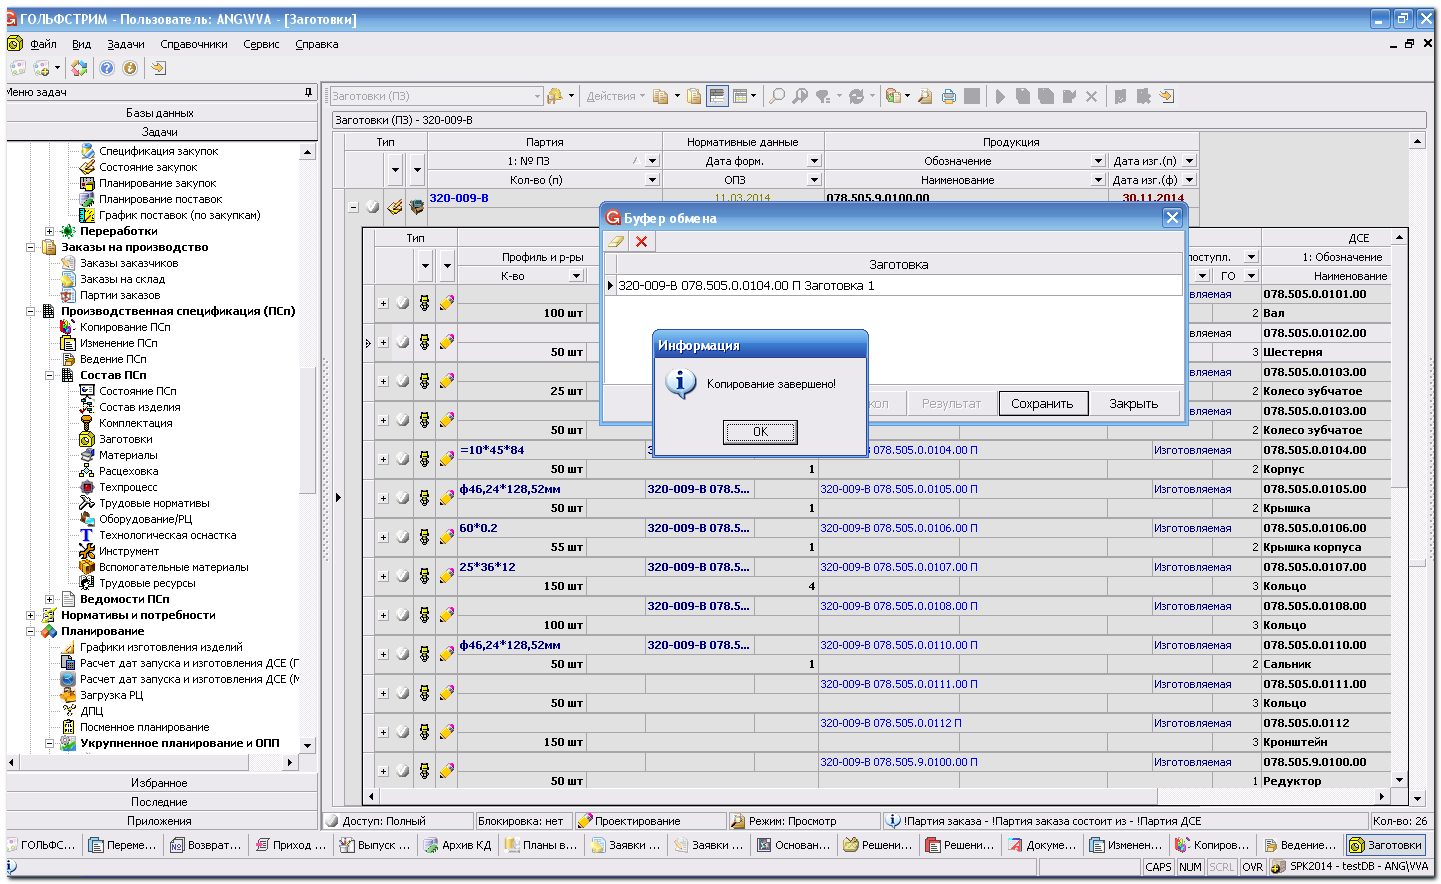 ГОЛЬФСТРИМ - Пользователь: ANG\VVA - [Заготовки]
Файл Вид Задачи Справочники Сервис Справка
Меню задач
Базы данных
Задачи
Спецификация закупок
Состояние закупок
Планирование закупок
Планирование поставок
График поставок (по закупкам)
Переработки
Заказы на производство
Заказы заказчиков
Заказы на склад
Партии заказов
Производственная спецификация (ПСп)
Копирование ПСп
Изменение ПСп
Ведение ПСп
Состав ПСп
Состояние ПСп
Состав изделия
Комплектация
Заготовки
Материалы
Расцеховка
Техпроцесс
Трудовые нормативы
Оборудование/РЦ
Технологическая оснастка
Инструмент
Вспомогательные материалы
Трудовые ресурсы
Ведомости ПСп
Нормативы и потребности
Планирование
Графики изготовления изделий
Расчет дат запуска и изготовления ДСЕ (Г
Расчет дат запуска и изготовления ДСЕ (М
Загрузка РЦ
ДПЦ
Посменное планирование
Укрупненное планирование и ОПП
Избранное
Последние
Приложения
Заготовки (ПЗ) Действия
Заготовки (ПЗ) - 320-009-В
Тип Партия Нормативные данные Продукция
1: № ПЗ Дата форм. Обозначение Дата изг.(п)
Кол-во (п) ОПЗ Наименование Дата изг.(ф)
320-009-В 11.03.2014 078.505.9.0100.00 30.11.2014
Тип ДСЕ
Профиль и р-ры поступл. 1: Обозначение
К-во ГО Наименование
Буфер обмена
Заготовка
320-009-В 078.505.0.0104.00 П Заготовка 1
кол Результат Сохранить Закрыть
Информация
Копирование завершено!
OK
вляемая 078.505.0.0101.00
100 шт 2 Вал
вляемая 078.505.0.0102.00
50 шт 3 Шестерня
вляемая 078.505.0.0103.00
25 шт 2 Колесо зубчатое
вляемая 078.505.0.0103.00
50 шт 2 Колесо зубчатое
=10*45*84 320-009-В 078.505.0.0104.00 П Изготовляемая 078.505.0.0104.00
50 шт 1 2 Корпус
ф46,24*128,52мм 320-009-В 078.5... 320-009-В 078.505.0.0105.00 П Изготовляемая 078.505.0.0105.00
50 шт 1 2 Крышка
60*0.2 320-009-В 078.5... 320-009-В 078.505.0.0106.00 П Изготовляемая 078.505.0.0106.00
55 шт 1 2 Крышка корпуса
25*36*12 320-009-В 078.5... 320-009-В 078.505.0.0107.00 П Изготовляемая 078.505.0.0107.00
150 шт 4 3 Кольцо
320-009-В 078.5... 320-009-В 078.505.0.0108.00 П Изготовляемая 078.505.0.0108.00
100 шт 3 Кольцо
ф46,24*128,52мм 320-009-В 078.5... 320-009-В 078.505.0.0110.00 П Изготовляемая 078.505.0.0110.00
50 шт 1 2 Сальник
320-009-В 078.505.0.0111.00 П Изготовляемая 078.505.0.0111.00
50 шт 3 Кольцо
320-009-В 078.505.0.0112 П Изготовляемая 078.505.0.0112
150 шт 3 Кронштейн
320-009-В 078.505.9.0100.00 П Изготовляемая 078.505.9.0100.00
50 шт 1 Редуктор
Доступ: Полный Блокировка: нет Проектирование Режим: Просмотр !Партия заказа - !Партия заказа состоит из - !Партия ДСЕ Кол-во: 26
ГОЛЬФС... Переме... Возврат... Приход ... Выпуск ... Архив КД Планы в... Заявки ... Заявки ... Основан... Решени... Решени... Докуме... Изменен... Копиров... Ведение... Заготовки
CAPS NUM SCRL OVR SPK2014 - testDB - ANG\VVA